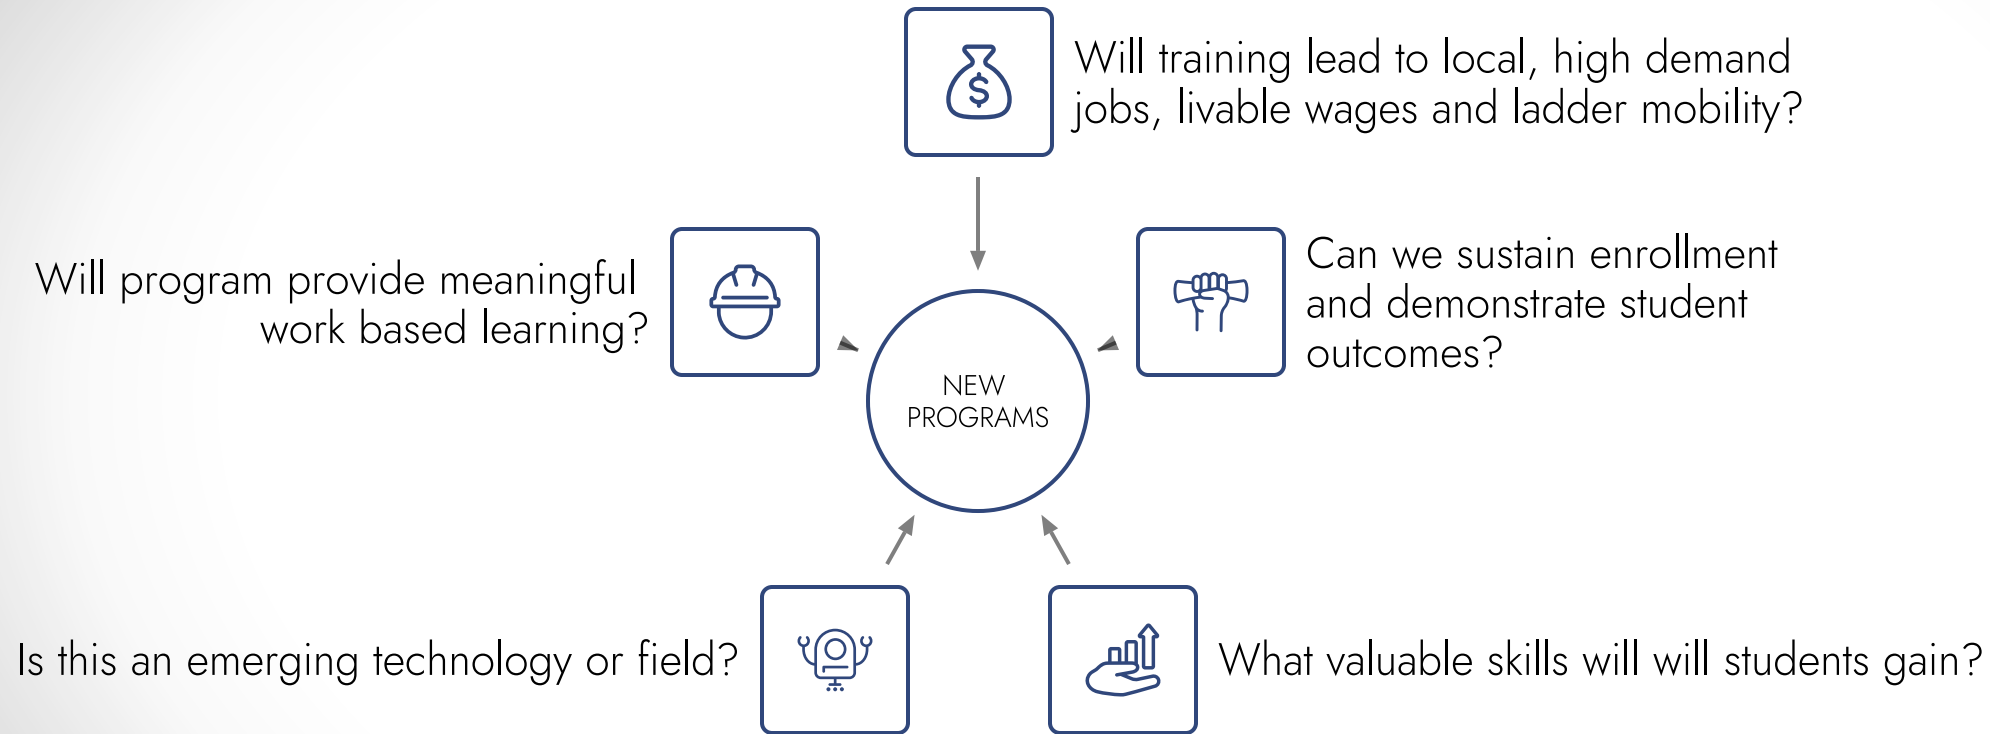 Will training lead to local, high demand
jobs, livable wages and ladder mobility?
Will program provide meaningful
work based learning?
Can we sustain enrollment
and demonstrate student
outcomes?
NEW
PROGRAMS
Is this an emerging technology or field?
What valuable skills will will students gain?